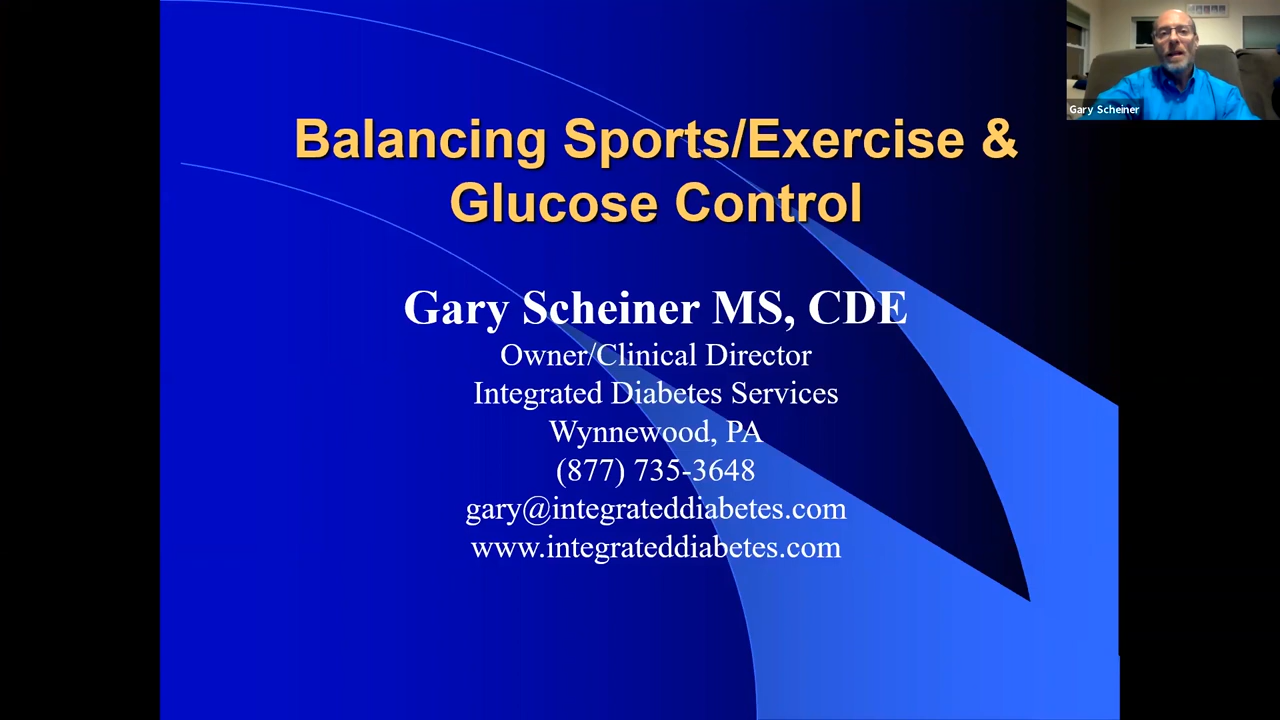 Balancing Sports/Exercise &
Glucose Control
Gary Scheiner MS, CDE
Owner/Clinical Director
Integrated Diabetes Services
Wynnewood, PA
(877) 735-3648
gary@integrateddiabetes.com
www.integrateddiabetes.com
Gary Scheiner